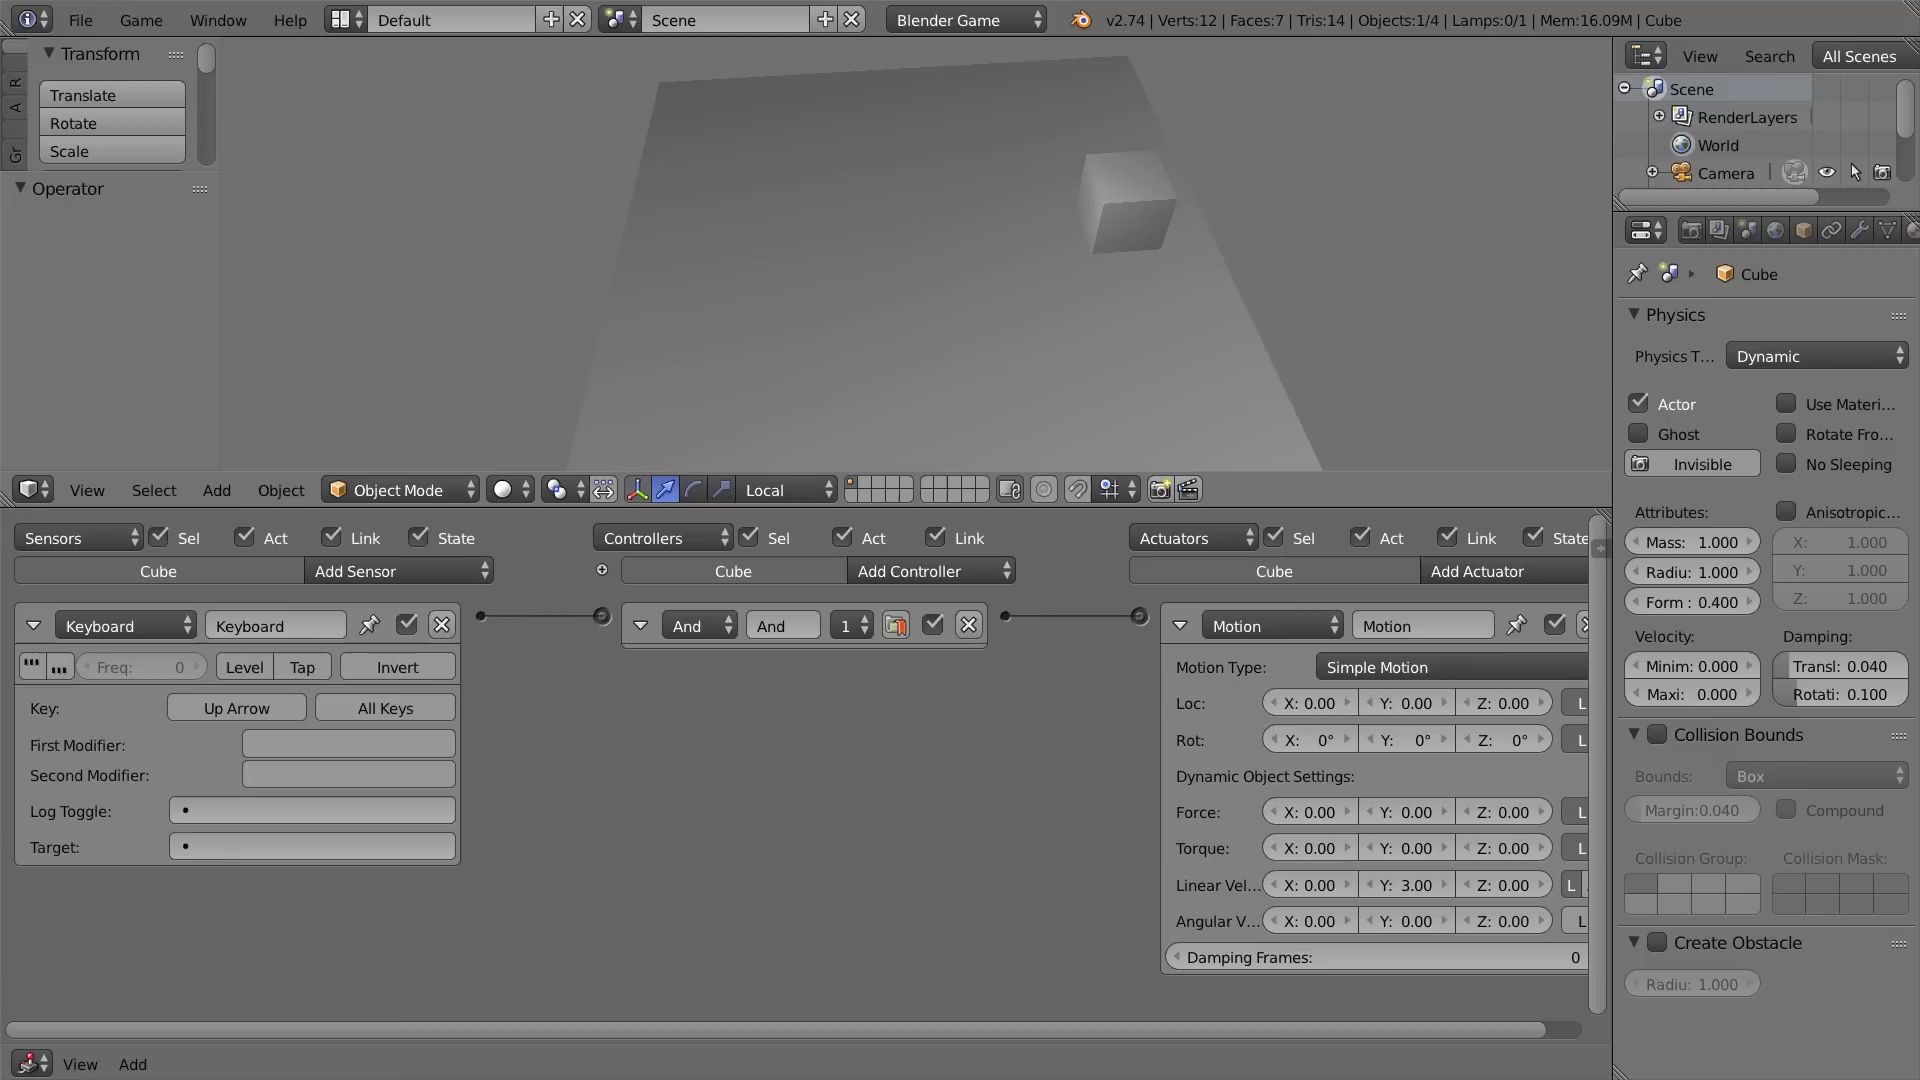 File Game Window Help Default Scene Blender Game v2.74 | Verts:12 | Faces:7 | Tris:14 | Objects:1/4 | Lamps:0/1 | Mem:16.09M | Cube
Transform
Translate
Rotate
Scale
R
A
Gr
Operator
View Search All Scenes
Scene
RenderLayers
World
Camera
Cube
Physics
Physics T... Dynamic
Actor Use Materi...
Ghost Rotate Fro...
Invisible No Sleeping
Attributes: Anisotropic...
Mass: 1.000 X: 1.000
Radiu: 1.000 Y: 1.000
Form : 0.400 Z: 1.000
Velocity: Damping:
Minim: 0.000 Transl: 0.040
Maxi: 0.000 Rotati: 0.100
Collision Bounds
Bounds: Box
Margin:0.040 Compound
Collision Group: Collision Mask:
Create Obstacle
Radiu: 1.000
View Select Add Object Object Mode Local
Sensors Sel Act Link State Controllers Sel Act Link Actuators Sel Act Link State
Cube Add Sensor Cube Add Controller Cube Add Actuator
Keyboard Keyboard
Freq: 0 Level Tap Invert
Key: Up Arrow All Keys
First Modifier:
Second Modifier:
Log Toggle:
Target:
And And 1
Motion Motion
Motion Type: Simple Motion
Loc: X: 0.00 Y: 0.00 Z: 0.00 L
Rot: X: 0° Y: 0° Z: 0° L
Dynamic Object Settings:
Force: X: 0.00 Y: 0.00 Z: 0.00 L
Torque: X: 0.00 Y: 0.00 Z: 0.00 L
Linear Vel... X: 0.00 Y: 3.00 Z: 0.00 L
Angular V... X: 0.00 Y: 0.00 Z: 0.00 L
Damping Frames: 0
View Add